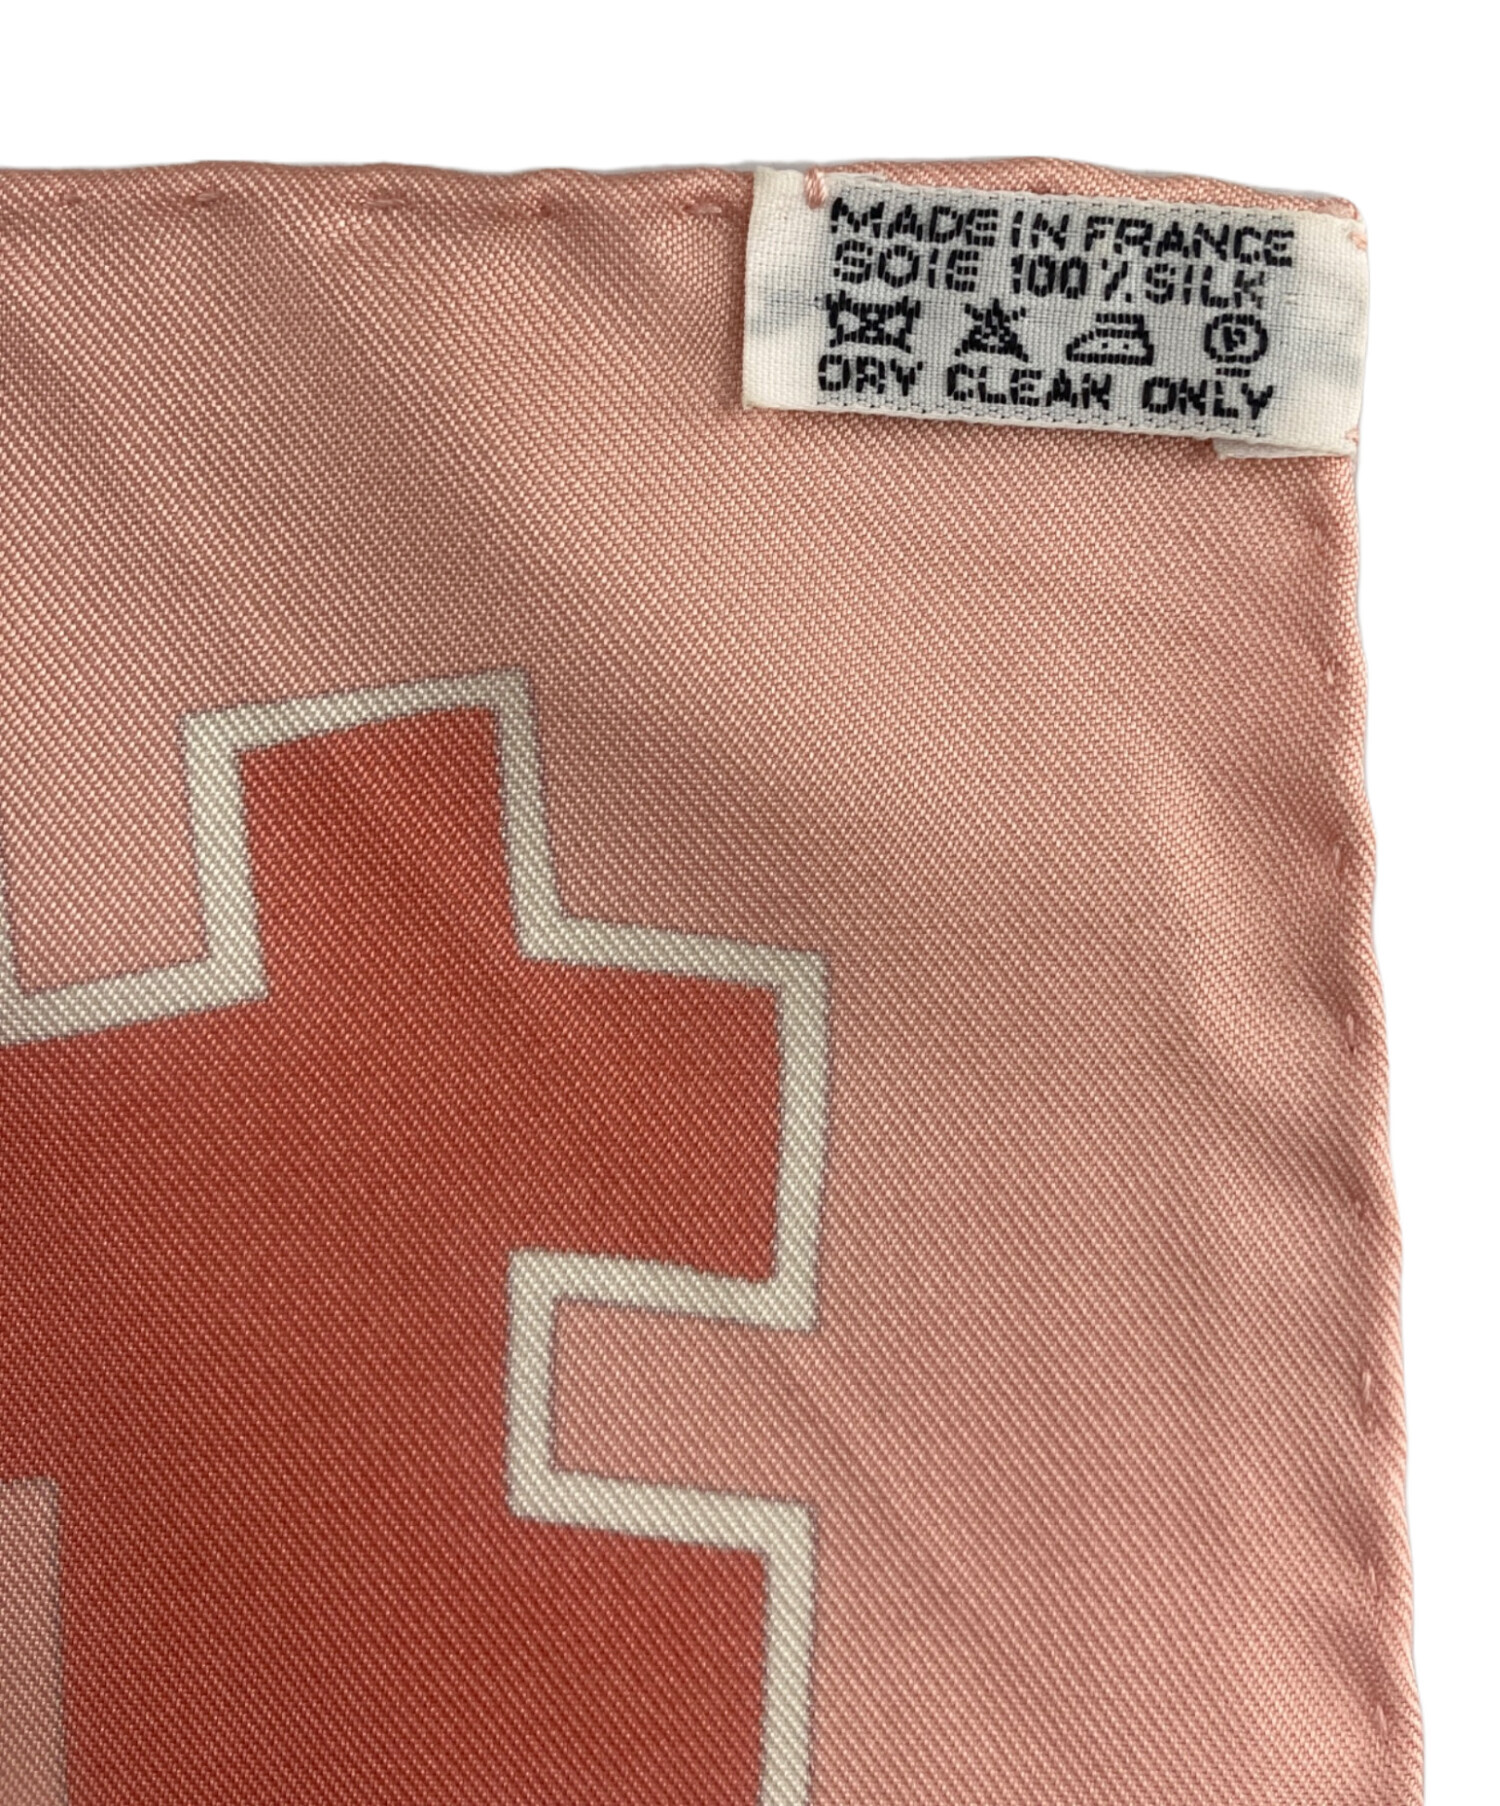 MADE IN FRANCE
SOIE 100% SILK
P
DRY CLEAN ONLY